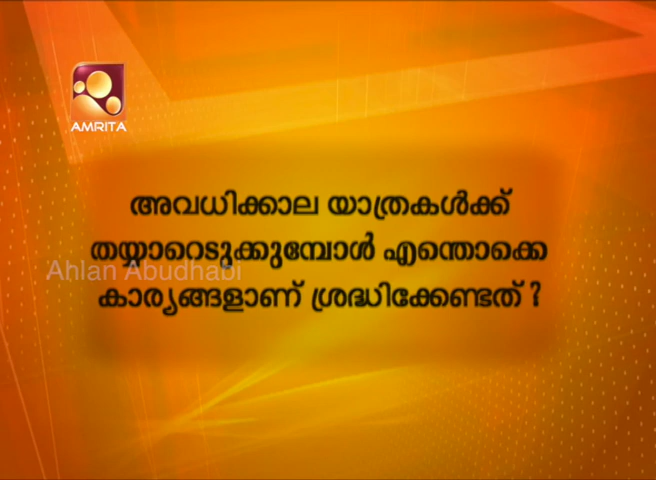 AMRITA
അവധിക്കാല യാത്രകൾക്ക്
തയ്യാറെടുക്കുമ്പോൾ എന്തൊക്കെ
Ahlan Abudhabi
കാര്യങ്ങളാണ് ശ്രദ്ധിക്കേണ്ടത് ?